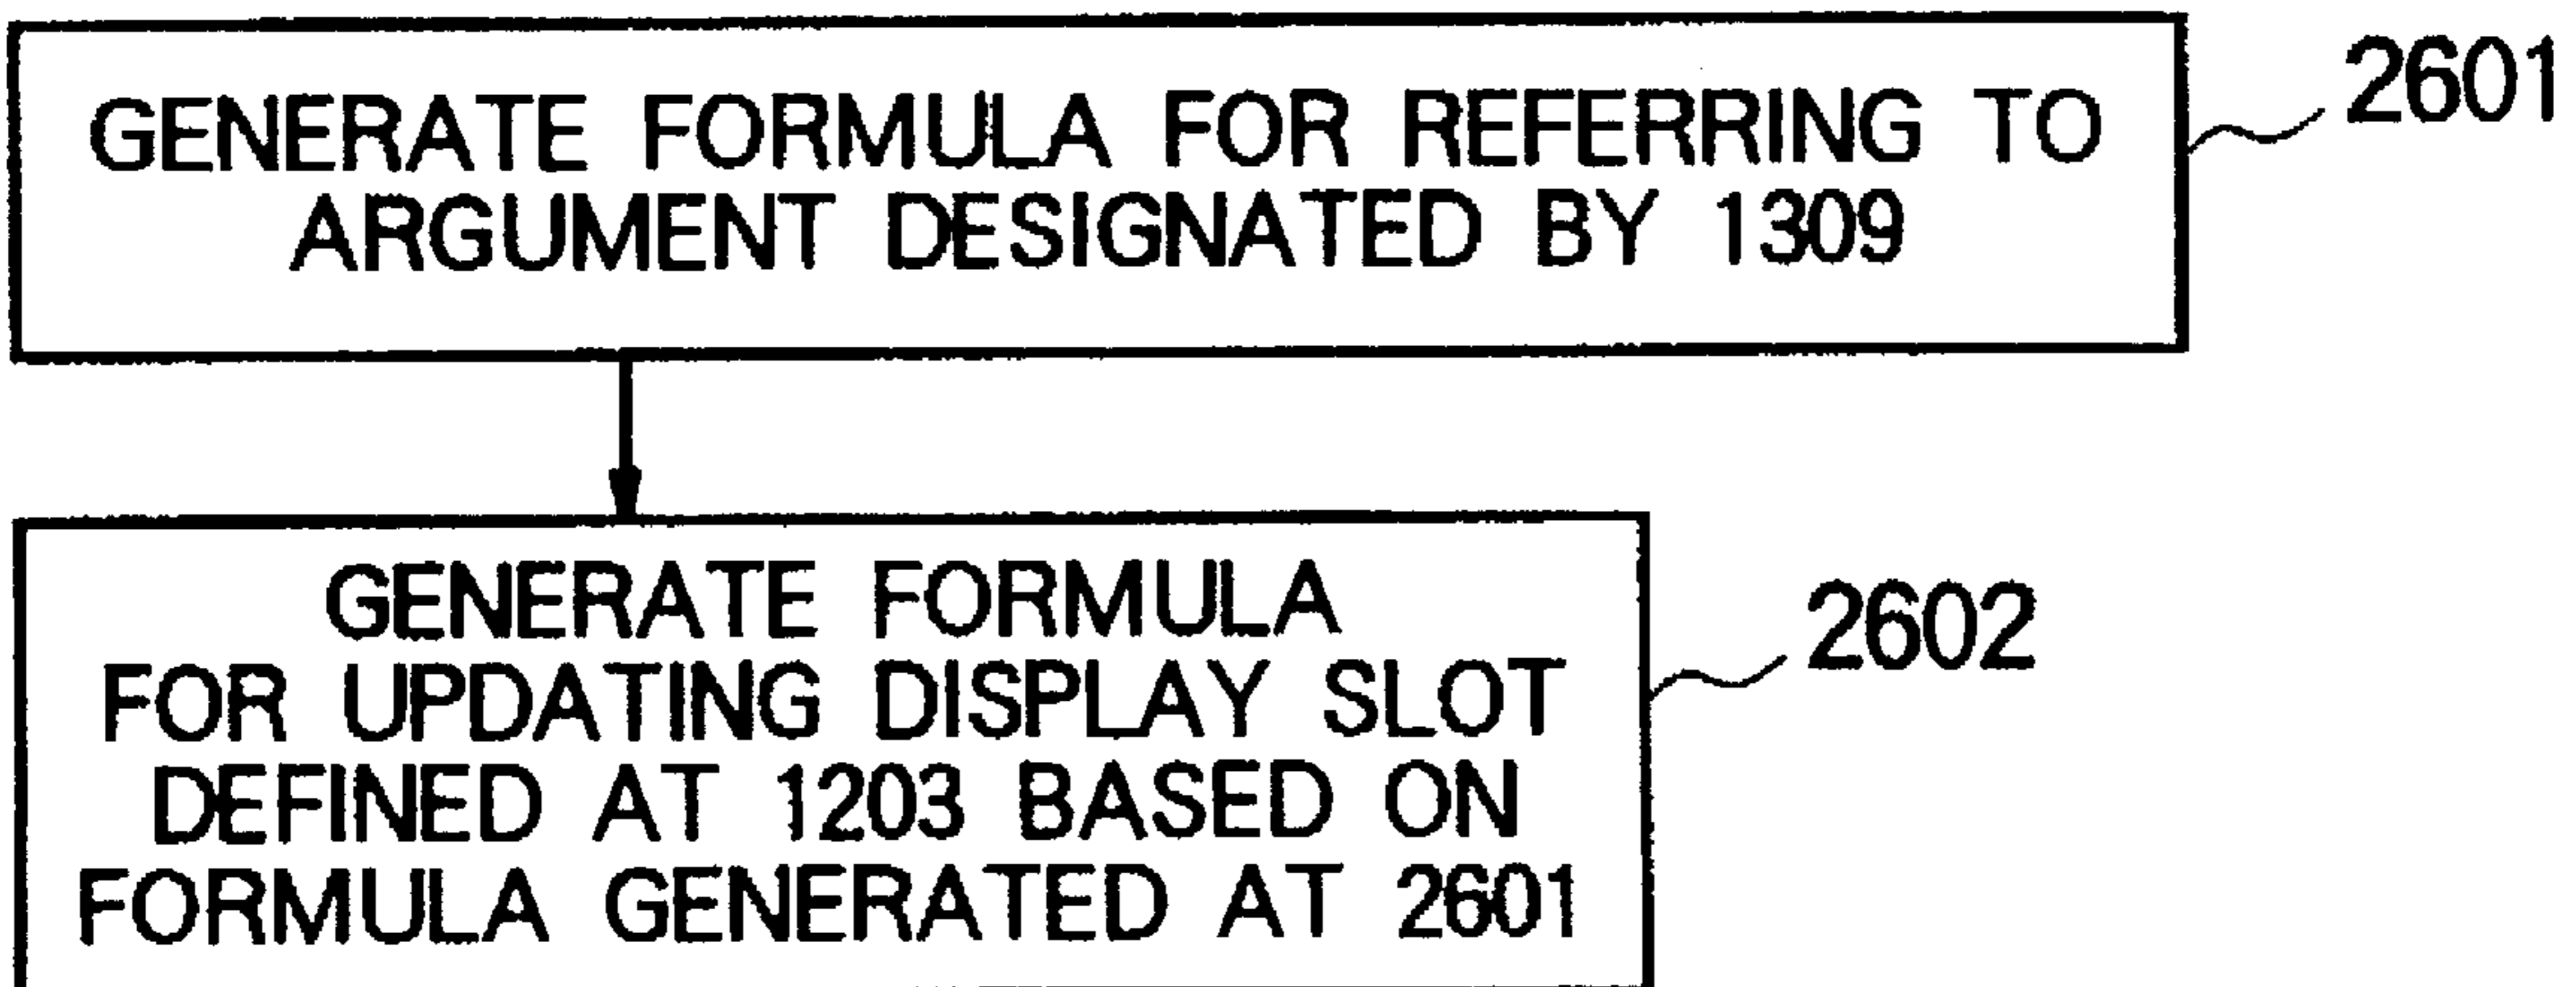 GENERATE FORMULA FOR REFERRING TO
ARGUMENT DESIGNATED BY 1309
2601
GENERATE FORMULA
FOR UPDATING DISPLAY SLOT
DEFINED AT 1203 BASED ON
FORMULA GENERATED AT 2601
2602